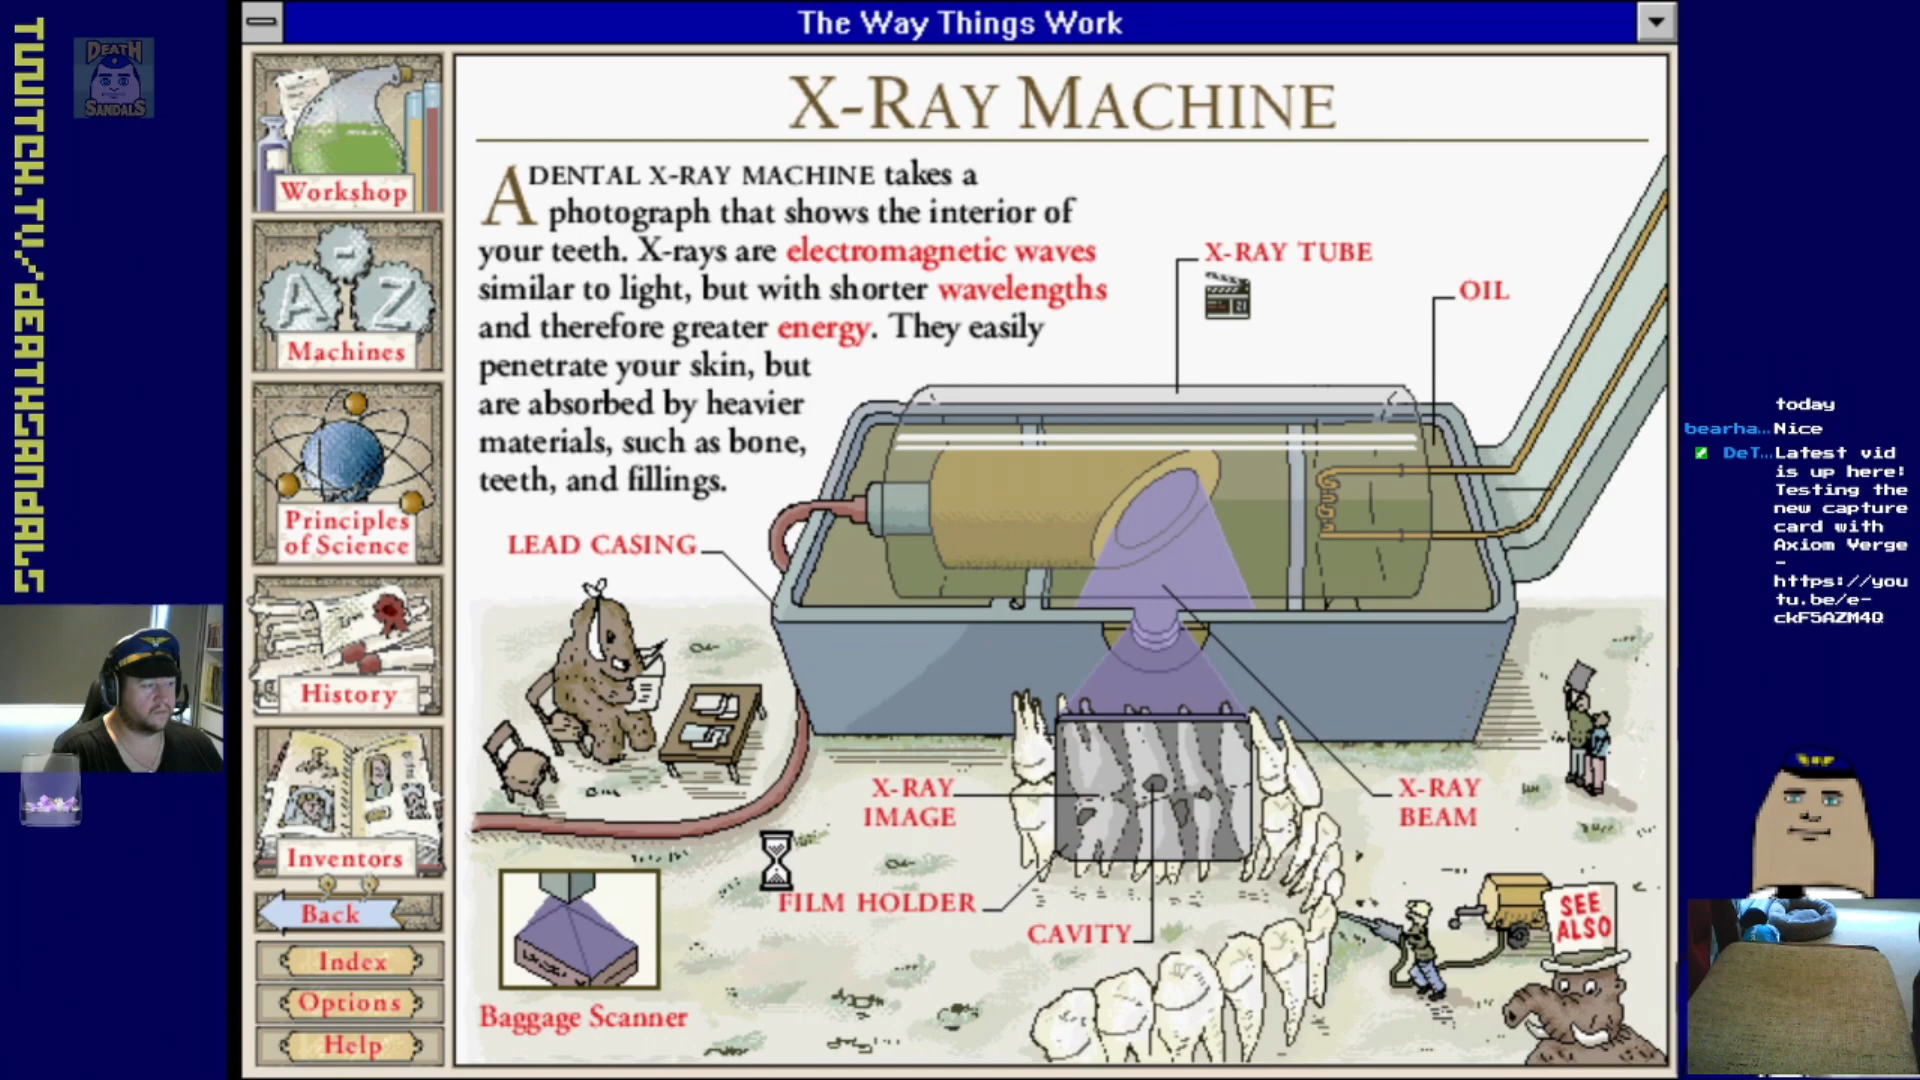 TWITCH.TV/DEATHSANDALS
DEATH
SANDALS
The Way Things Work
Workshop
A-Z
Machines
Principles
of Science
History
Inventors
Back
Index
Options
Help
X-RAY MACHINE
A DENTAL X-RAY MACHINE takes a
photograph that shows the interior of
your teeth. X-rays are electromagnetic waves
similar to light, but with shorter wavelengths
and therefore greater energy. They easily
penetrate your skin, but
are absorbed by heavier
materials, such as bone,
teeth, and fillings.
X-RAY TUBE
OIL
LEAD CASING
X-RAY
IMAGE
X-RAY
BEAM
FILM HOLDER
CAVITY
Baggage Scanner
SEE
ALSO
today
bearha...Nice
DeT...Latest vid
is up here:
Testing the
new capture
card with
Axiom Verge
-
https://you
tu.be/e-
ckF5AZM4Q